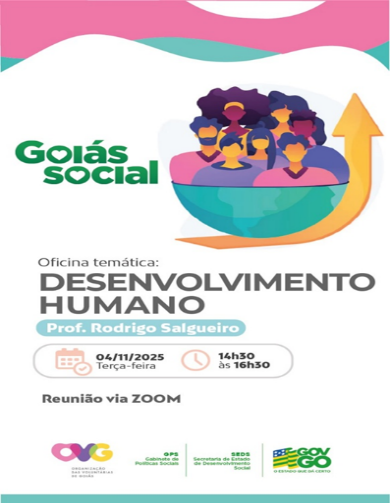 Goiás
social
Oficina temática:
DESENVOLVIMENTO
HUMANO
Prof. Rodrigo Salgueiro
04/11/2025
Terça-feira
14h30
às 16h30
Reunião via ZOOM
OVG
ORGANIZAÇÃO
DAS VOLUNTÁRIAS
DE GOIÁS
GPS
Gabinete de
Políticas Sociais
SEDS
Secretaria de Estado
de Desenvolvimento
Social
GOV
GO
O ESTADO QUE DÁ CERTO